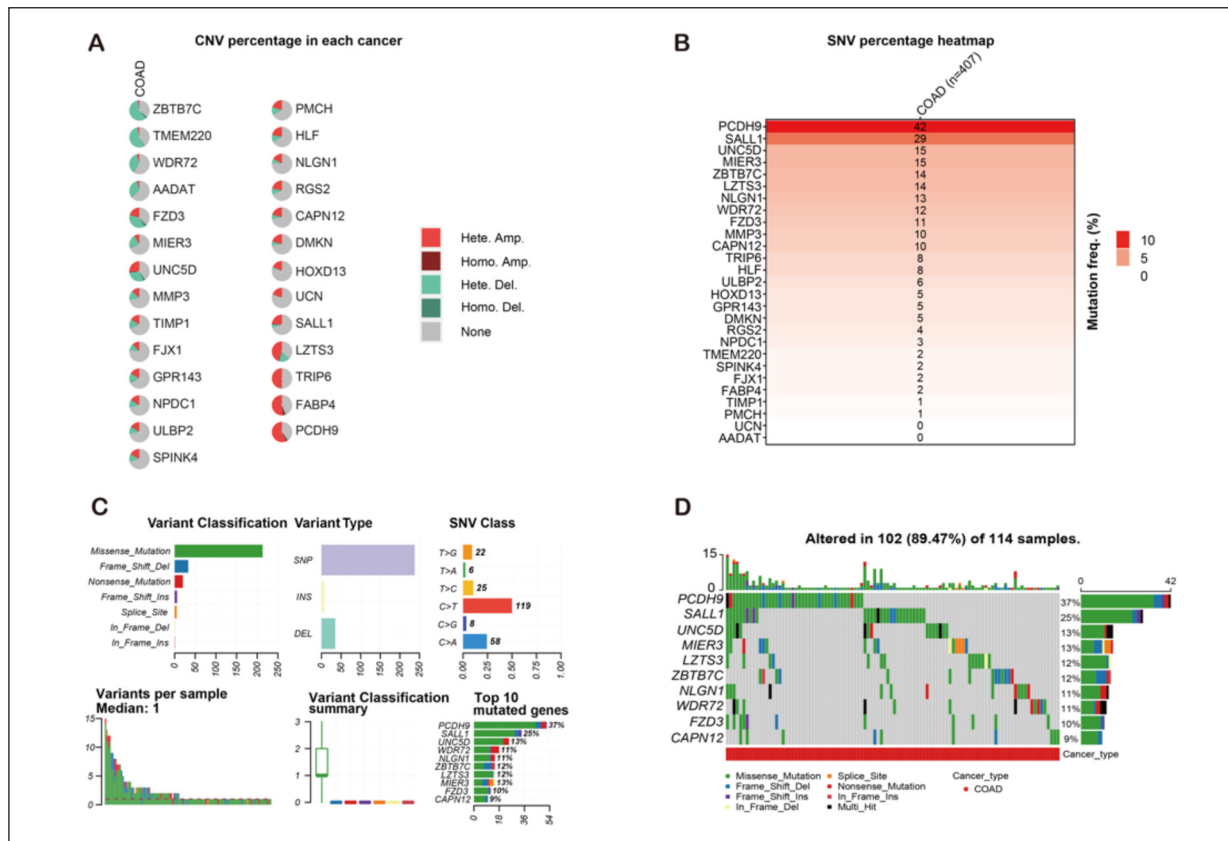 A
CNV percentage in each cancer
COAD
ZBTB7C
TMEM220
WDR72
AADAT
FZD3
MIER3
UNC5D
MMP3
TIMP1
FJX1
GPR143
NPDC1
ULBP2
SPINK4
PMCH
HLF
NLGN1
RGS2
CAPN12
DMKN
HOXD13
UCN
SALL1
LZTS3
TRIP6
FABP4
PCDH9
Hete. Amp.
Homo. Amp.
Hete. Del.
Homo. Del.
None
B
SNV percentage heatmap
COAD (n=407)
PCDH9 42
SALL1 29
UNC5D 15
MIER3 15
ZBTB7C 14
LZTS3 14
NLGN1 13
WDR72 12
FZD3 11
MMP3 10
CAPN12 10
TRIP6 8
HLF 8
ULBP2 6
HOXD13 5
GPR143 5
DMKN 5
RGS2 4
NPDC1 3
TMEM220 2
SPINK4 2
FJX1 2
FABP4 2
TIMP1 1
PMCH 1
UCN 0
AADAT 0
Mutation freq. (%)
10
5
0
C
Variant Classification
Missense_Mutation
Frame_Shift_Del
Nonsense_Mutation
Frame_Shift_Ins
Splice_Site
In_Frame_Del
In_Frame_Ins
0 50 100 150 200 250
Variant Type
SNP
INS
DEL
0 50 100 150 200 250
SNV Class
T>G 22
T>A 6
T>C 25
C>T 119
C>G 8
C>A 58
0.00 0.25 0.50 0.75 1.00
Variants per sample
Median: 1
15
10
5
0
Variant Classification
summary
3
2
1
0
Top 10
mutated genes
PCDH9 37%
SALL1 25%
UNC5D 13%
WDR72 11%
NLGN1 11%
ZBTB7C 12%
LZTS3 12%
MIER3 13%
FZD3 10%
CAPN12 9%
0 18 36 54
D
Altered in 102 (89.47%) of 114 samples.
15
0
0 42
PCDH9 37%
SALL1 25%
UNC5D 13%
MIER3 13%
LZTS3 12%
ZBTB7C 12%
NLGN1 11%
WDR72 11%
FZD3 10%
CAPN12 9%
Cancer_type
Missense_Mutation
Frame_Shift_Del
Frame_Shift_Ins
In_Frame_Del
Splice_Site
Nonsense_Mutation
In_Frame_Ins
Multi_Hit
Cancer_type
COAD